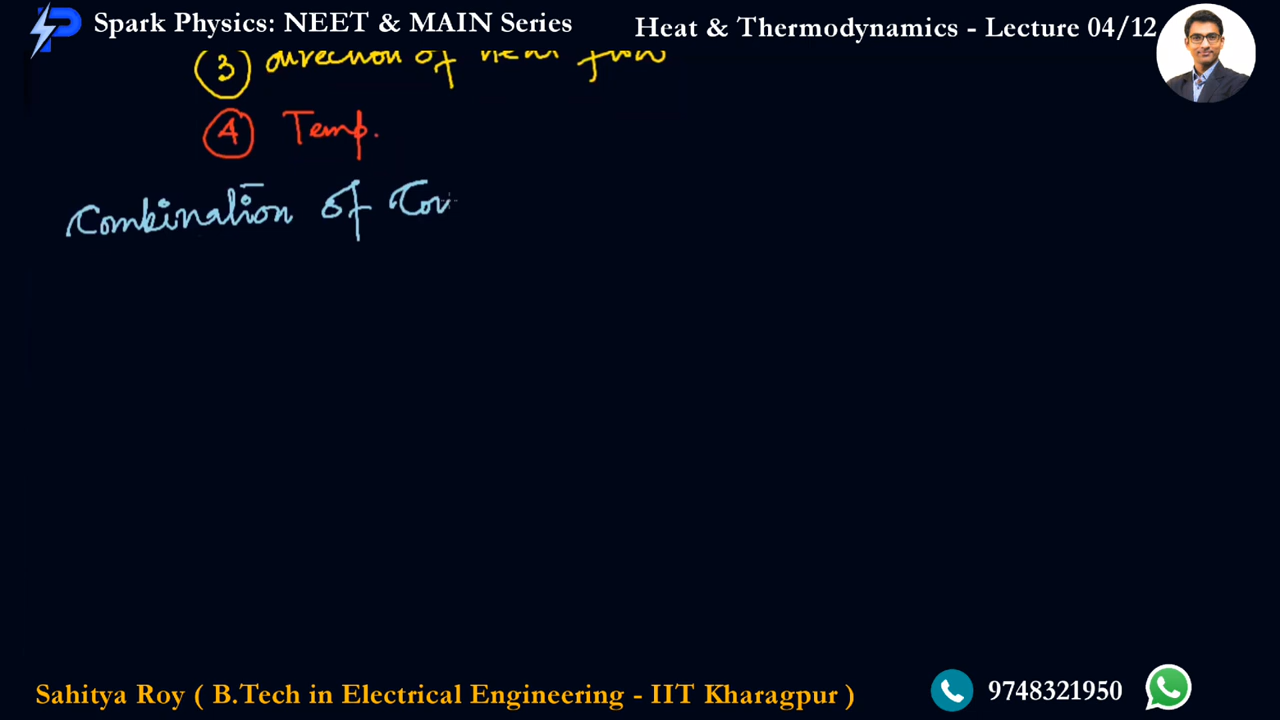 Spark Physics: NEET & MAIN Series
Heat & Thermodynamics - Lecture 04/12
(3) direction of heat flow
(4) Temp.
Combination of Con
Sahitya Roy ( B.Tech in Electrical Engineering - IIT Kharagpur )
9748321950